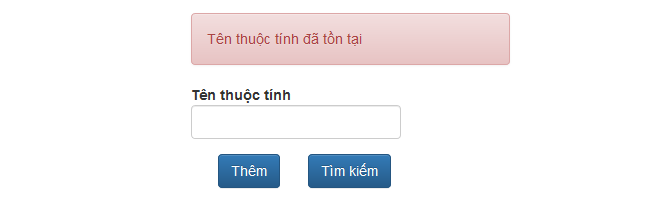 Tên thuộc tính đã tồn tại
Tên thuộc tính
Thêm Tìm kiếm